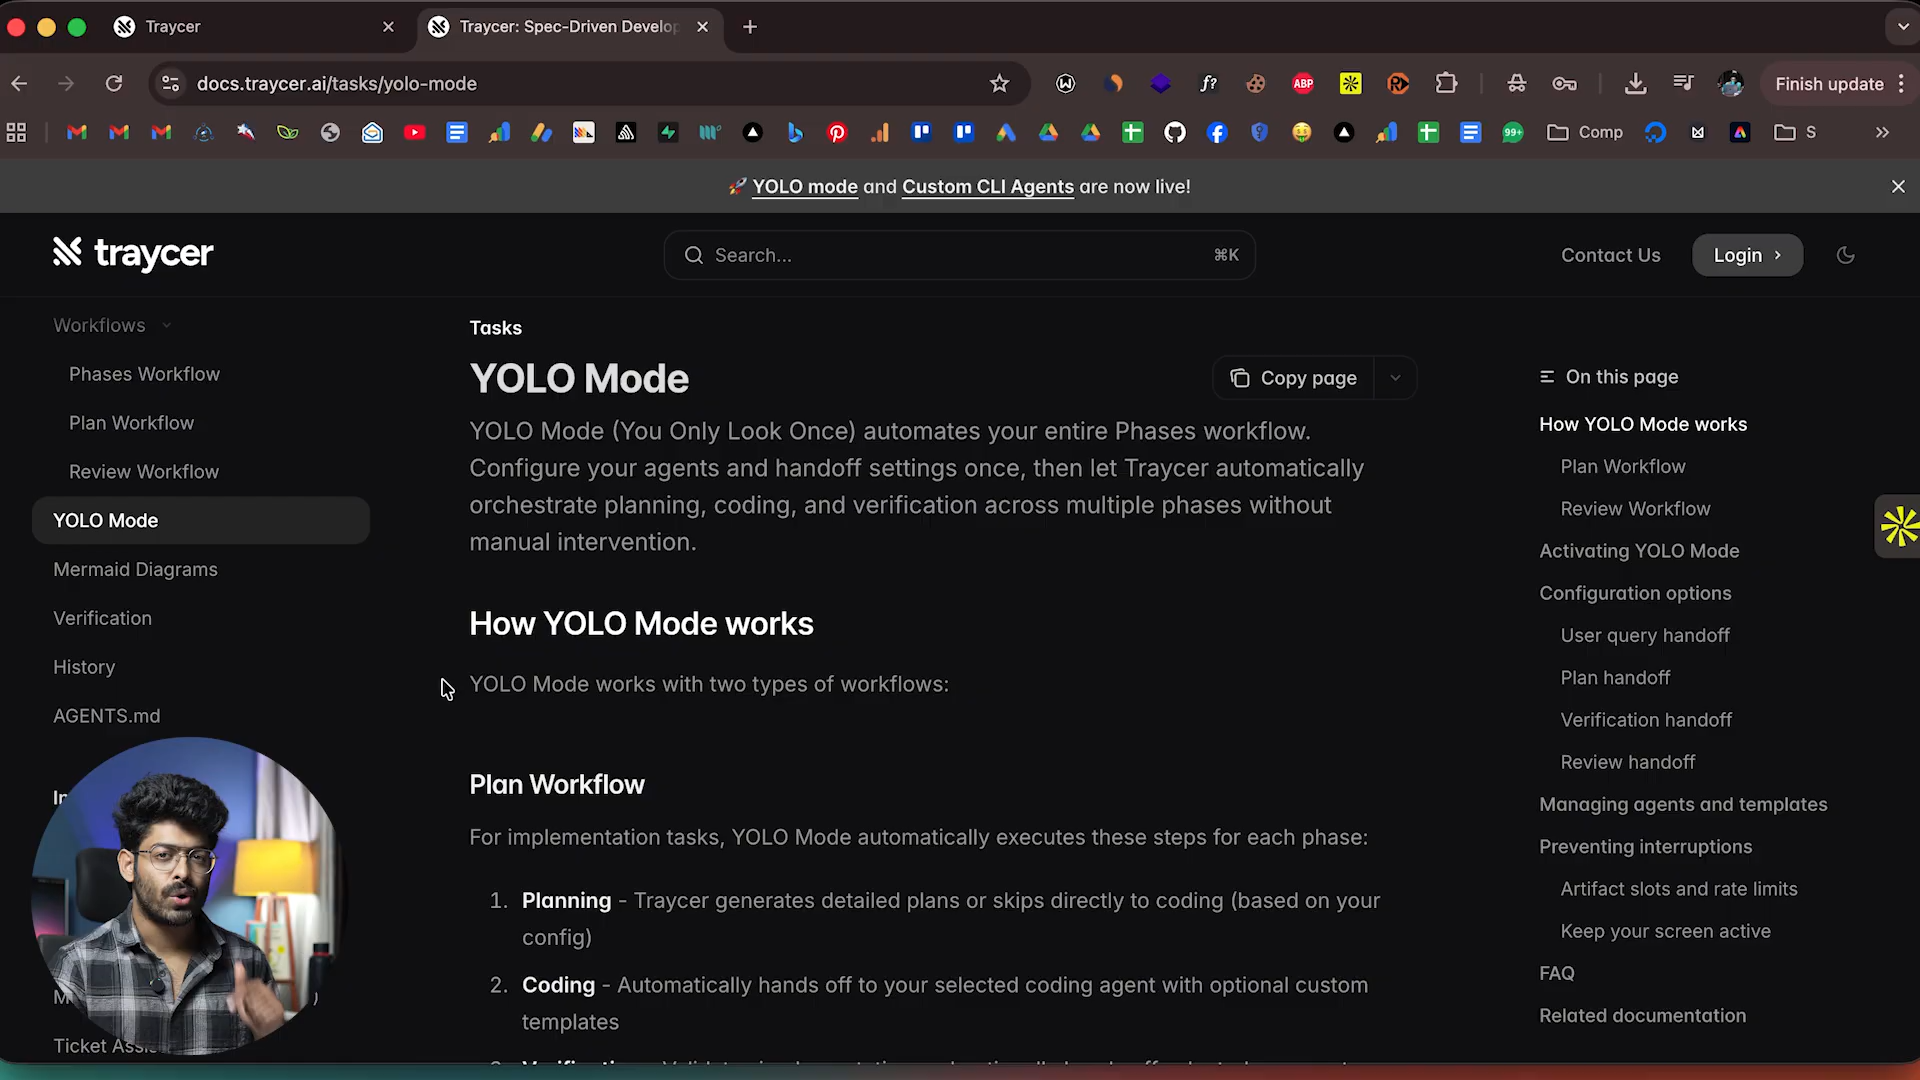 Traycer
Traycer: Spec-Driven Develop
docs.traycer.ai/tasks/yolo-mode
f?
ABP
Finish update
99+
Comp
S
🚀 YOLO mode and Custom CLI Agents are now live!
traycer
Search...
⌘K
Contact Us
Login
Workflows
Phases Workflow
Plan Workflow
Review Workflow
YOLO Mode
Mermaid Diagrams
Verification
History
AGENTS.md
Tasks
YOLO Mode
Copy page
YOLO Mode (You Only Look Once) automates your entire Phases workflow.
Configure your agents and handoff settings once, then let Traycer automatically
orchestrate planning, coding, and verification across multiple phases without
manual intervention.
How YOLO Mode works
YOLO Mode works with two types of workflows:
Plan Workflow
For implementation tasks, YOLO Mode automatically executes these steps for each phase:
1. Planning - Traycer generates detailed plans or skips directly to coding (based on your
config)
2. Coding - Automatically hands off to your selected coding agent with optional custom
templates
On this page
How YOLO Mode works
Plan Workflow
Review Workflow
Activating YOLO Mode
Configuration options
User query handoff
Plan handoff
Verification handoff
Review handoff
Managing agents and templates
Preventing interruptions
Artifact slots and rate limits
Keep your screen active
FAQ
Related documentation
Ticket